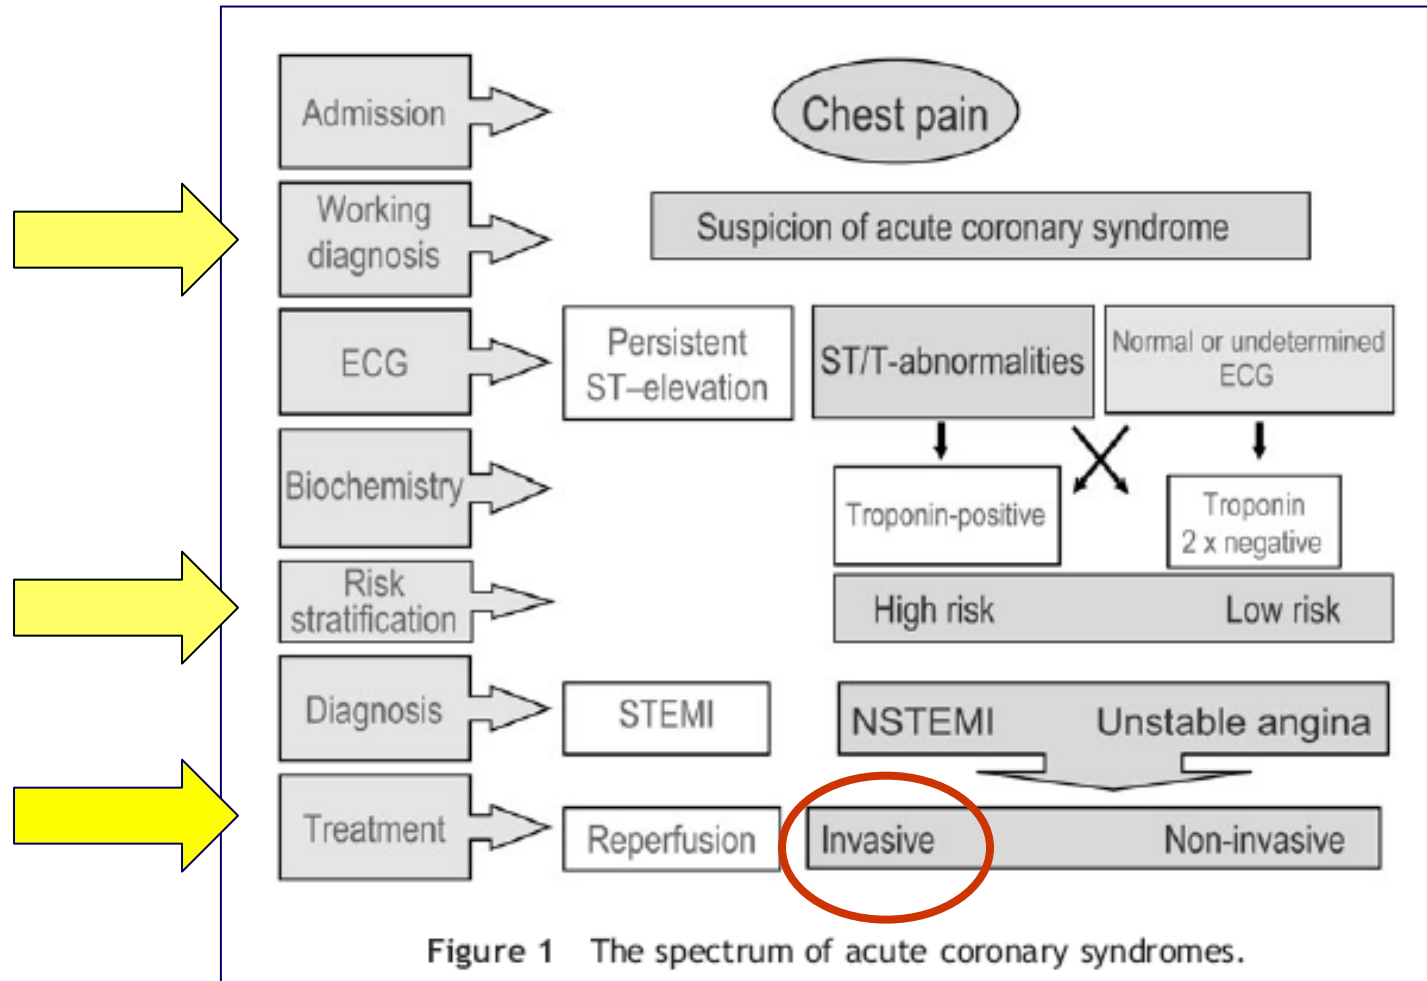 Admission
Chest pain
Working
diagnosis
Suspicion of acute coronary syndrome
ECG
Persistent
ST–elevation
ST/T-abnormalities
Normal or undetermined
ECG
Biochemistry
Troponin-positive
Troponin
2 x negative
Risk
stratification
High risk
Low risk
Diagnosis
STEMI
NSTEMI
Unstable angina
Treatment
Reperfusion
Invasive
Non-invasive
Figure 1 The spectrum of acute coronary syndromes.